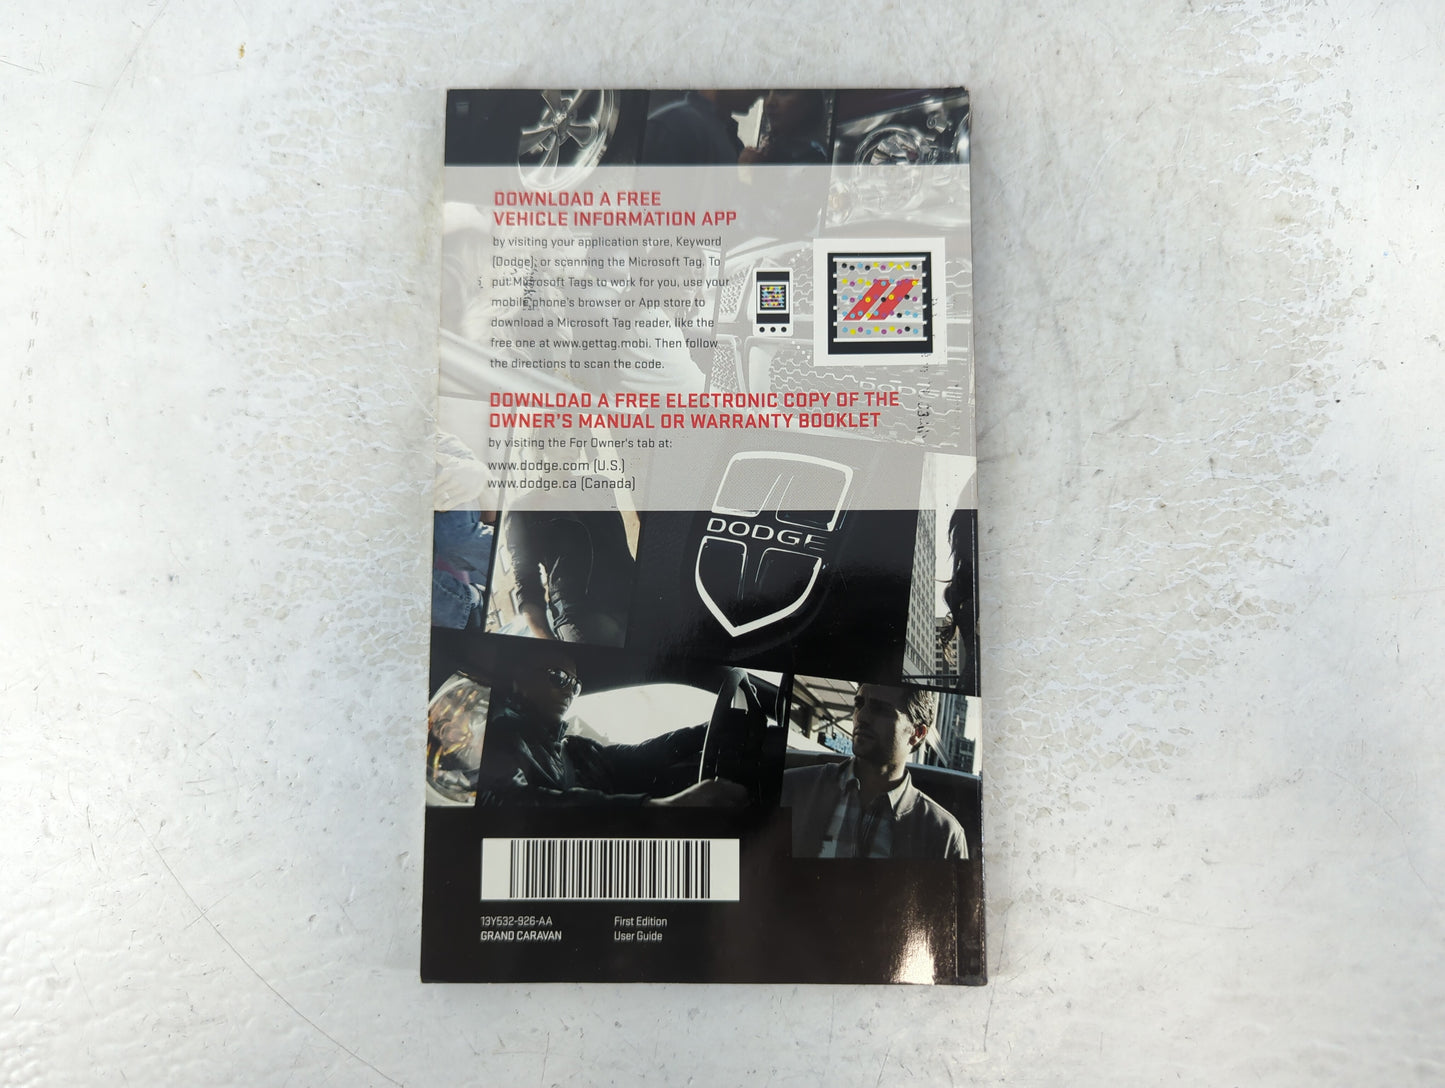 DOWNLOAD A FREE
VEHICLE INFORMATION APP
by visiting your application store, Keyword
(Dodge), or scanning the Microsoft Tag. To
put Microsoft Tags to work for you, use your
mobile phone's browser or App store to
download a Microsoft Tag reader, like the
free one at www.gettag.mobi. Then follow
the directions to scan the code.
DODGE
DOWNLOAD A FREE ELECTRONIC COPY OF THE
OWNER'S MANUAL OR WARRANTY BOOKLET
by visiting the For Owner's tab at:
www.dodge.com (U.S.)
www.dodge.ca (Canada)
DODGE
13Y532-926-AA
GRAND CARAVAN
First Edition
User Guide